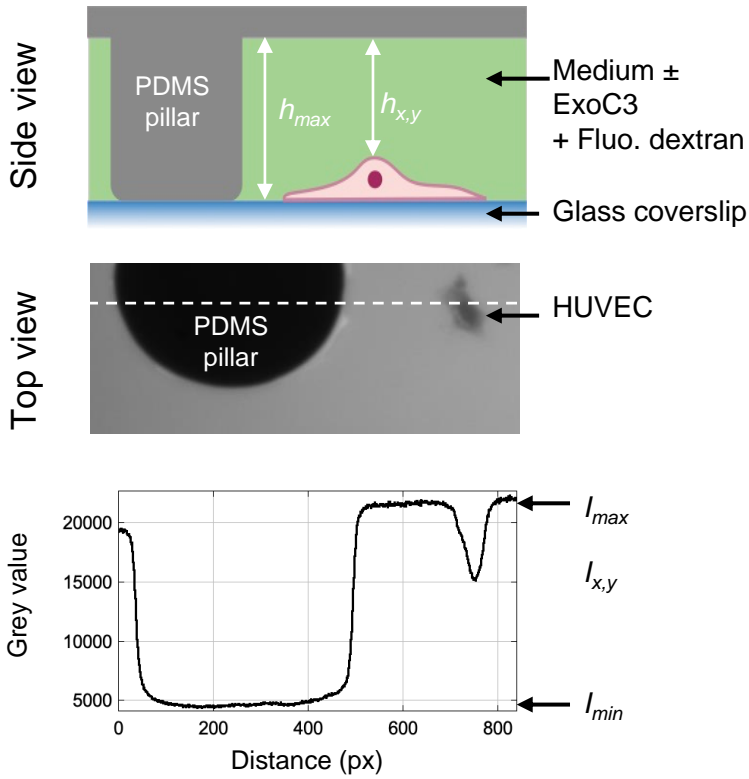 Side view
PDMS
pillar
h_max
h_x,y
Medium ±
ExoC3
+ Fluo. dextran
Glass coverslip
Top view
PDMS
pillar
HUVEC
Grey value
20000
15000
10000
5000
0
200
400
600
800
Distance (px)
I_max
I_x,y
I_min